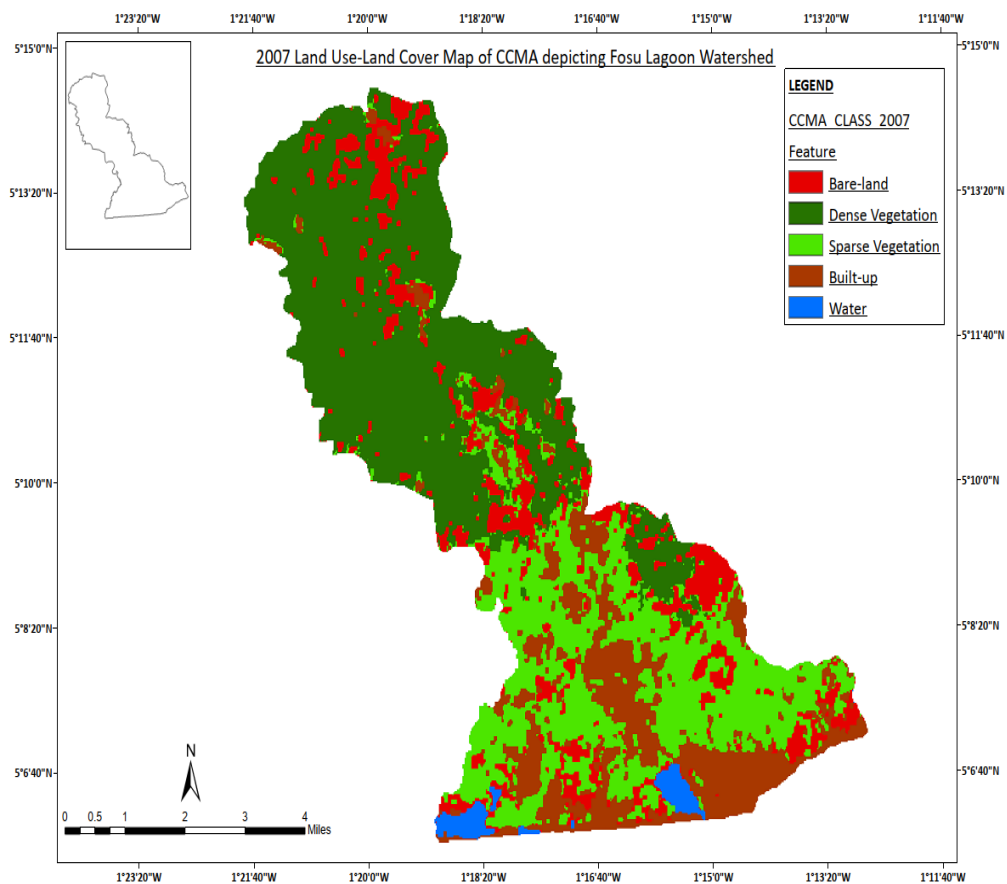 1°23'20"W 1°21'40"W 1°20'0"W 1°18'20"W 1°16'40"W 1°15'0"W 1°13'20"W 1°11'40"W
5°15'0"N 5°15'0"N
2007 Land Use-Land Cover Map of CCMA depicting Fosu Lagoon Watershed
LEGEND
CCMA CLASS 2007
Feature
Bare-land
Dense Vegetation
Sparse Vegetation
Built-up
Water
5°13'20"N 5°13'20"N
5°11'40"N 5°11'40"N
5°10'0"N 5°10'0"N
5°8'20"N 5°8'20"N
5°6'40"N 5°6'40"N
N
0 0.5 1 2 3 4
Miles
1°23'20"W 1°21'40"W 1°20'0"W 1°18'20"W 1°16'40"W 1°15'0"W 1°13'20"W 1°11'40"W